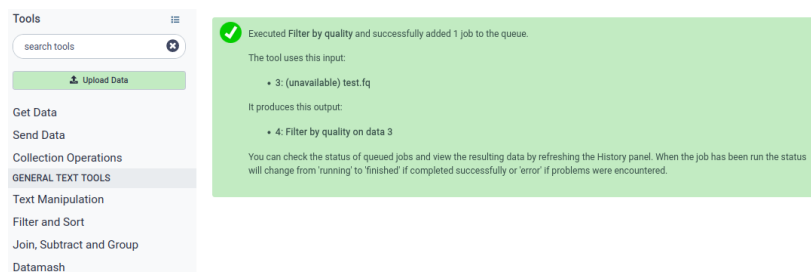 Tools
search tools
Upload Data
Get Data
Send Data
Collection Operations
GENERAL TEXT TOOLS
Text Manipulation
Filter and Sort
Join, Subtract and Group
Datamash
Executed Filter by quality and successfully added 1 job to the queue.
The tool uses this input:
• 3: (unavailable) test.fq
It produces this output:
• 4: Filter by quality on data 3
You can check the status of queued jobs and view the resulting data by refreshing the History panel. When the job has been run the status
will change from 'running' to 'finished' if completed successfully or 'error' if problems were encountered.